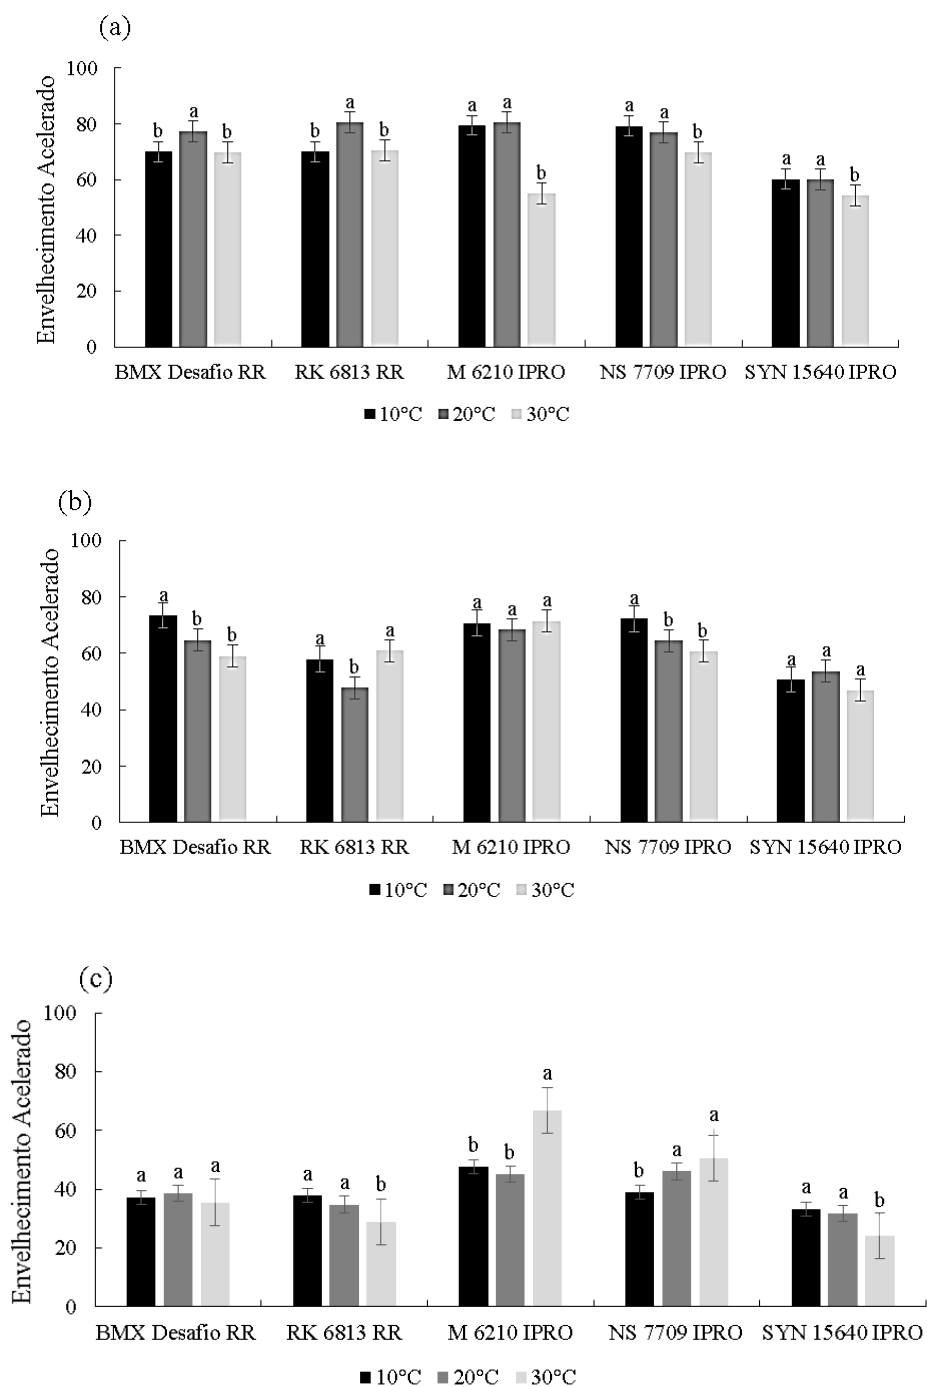 (a)
Envelhecimento Acelerado
100
80
60
40
20
0
b a b
b a b
a a b
a a b
a a b
BMX Desafio RR RK 6813 RR M 6210 IPRO NS 7709 IPRO SYN 15640 IPRO
10°C 20°C 30°C
(b)
Envelhecimento Acelerado
100
80
60
40
20
0
a b b
a b a
a a a
a b b
a a a
BMX Desafio RR RK 6813 RR M 6210 IPRO NS 7709 IPRO SYN 15640 IPRO
10°C 20°C 30°C
(c)
Envelhecimento Acelerado
100
80
60
40
20
0
a a a
a a b
b b a
b a a
a a b
BMX Desafio RR RK 6813 RR M 6210 IPRO NS 7709 IPRO SYN 15640 IPRO
10°C 20°C 30°C